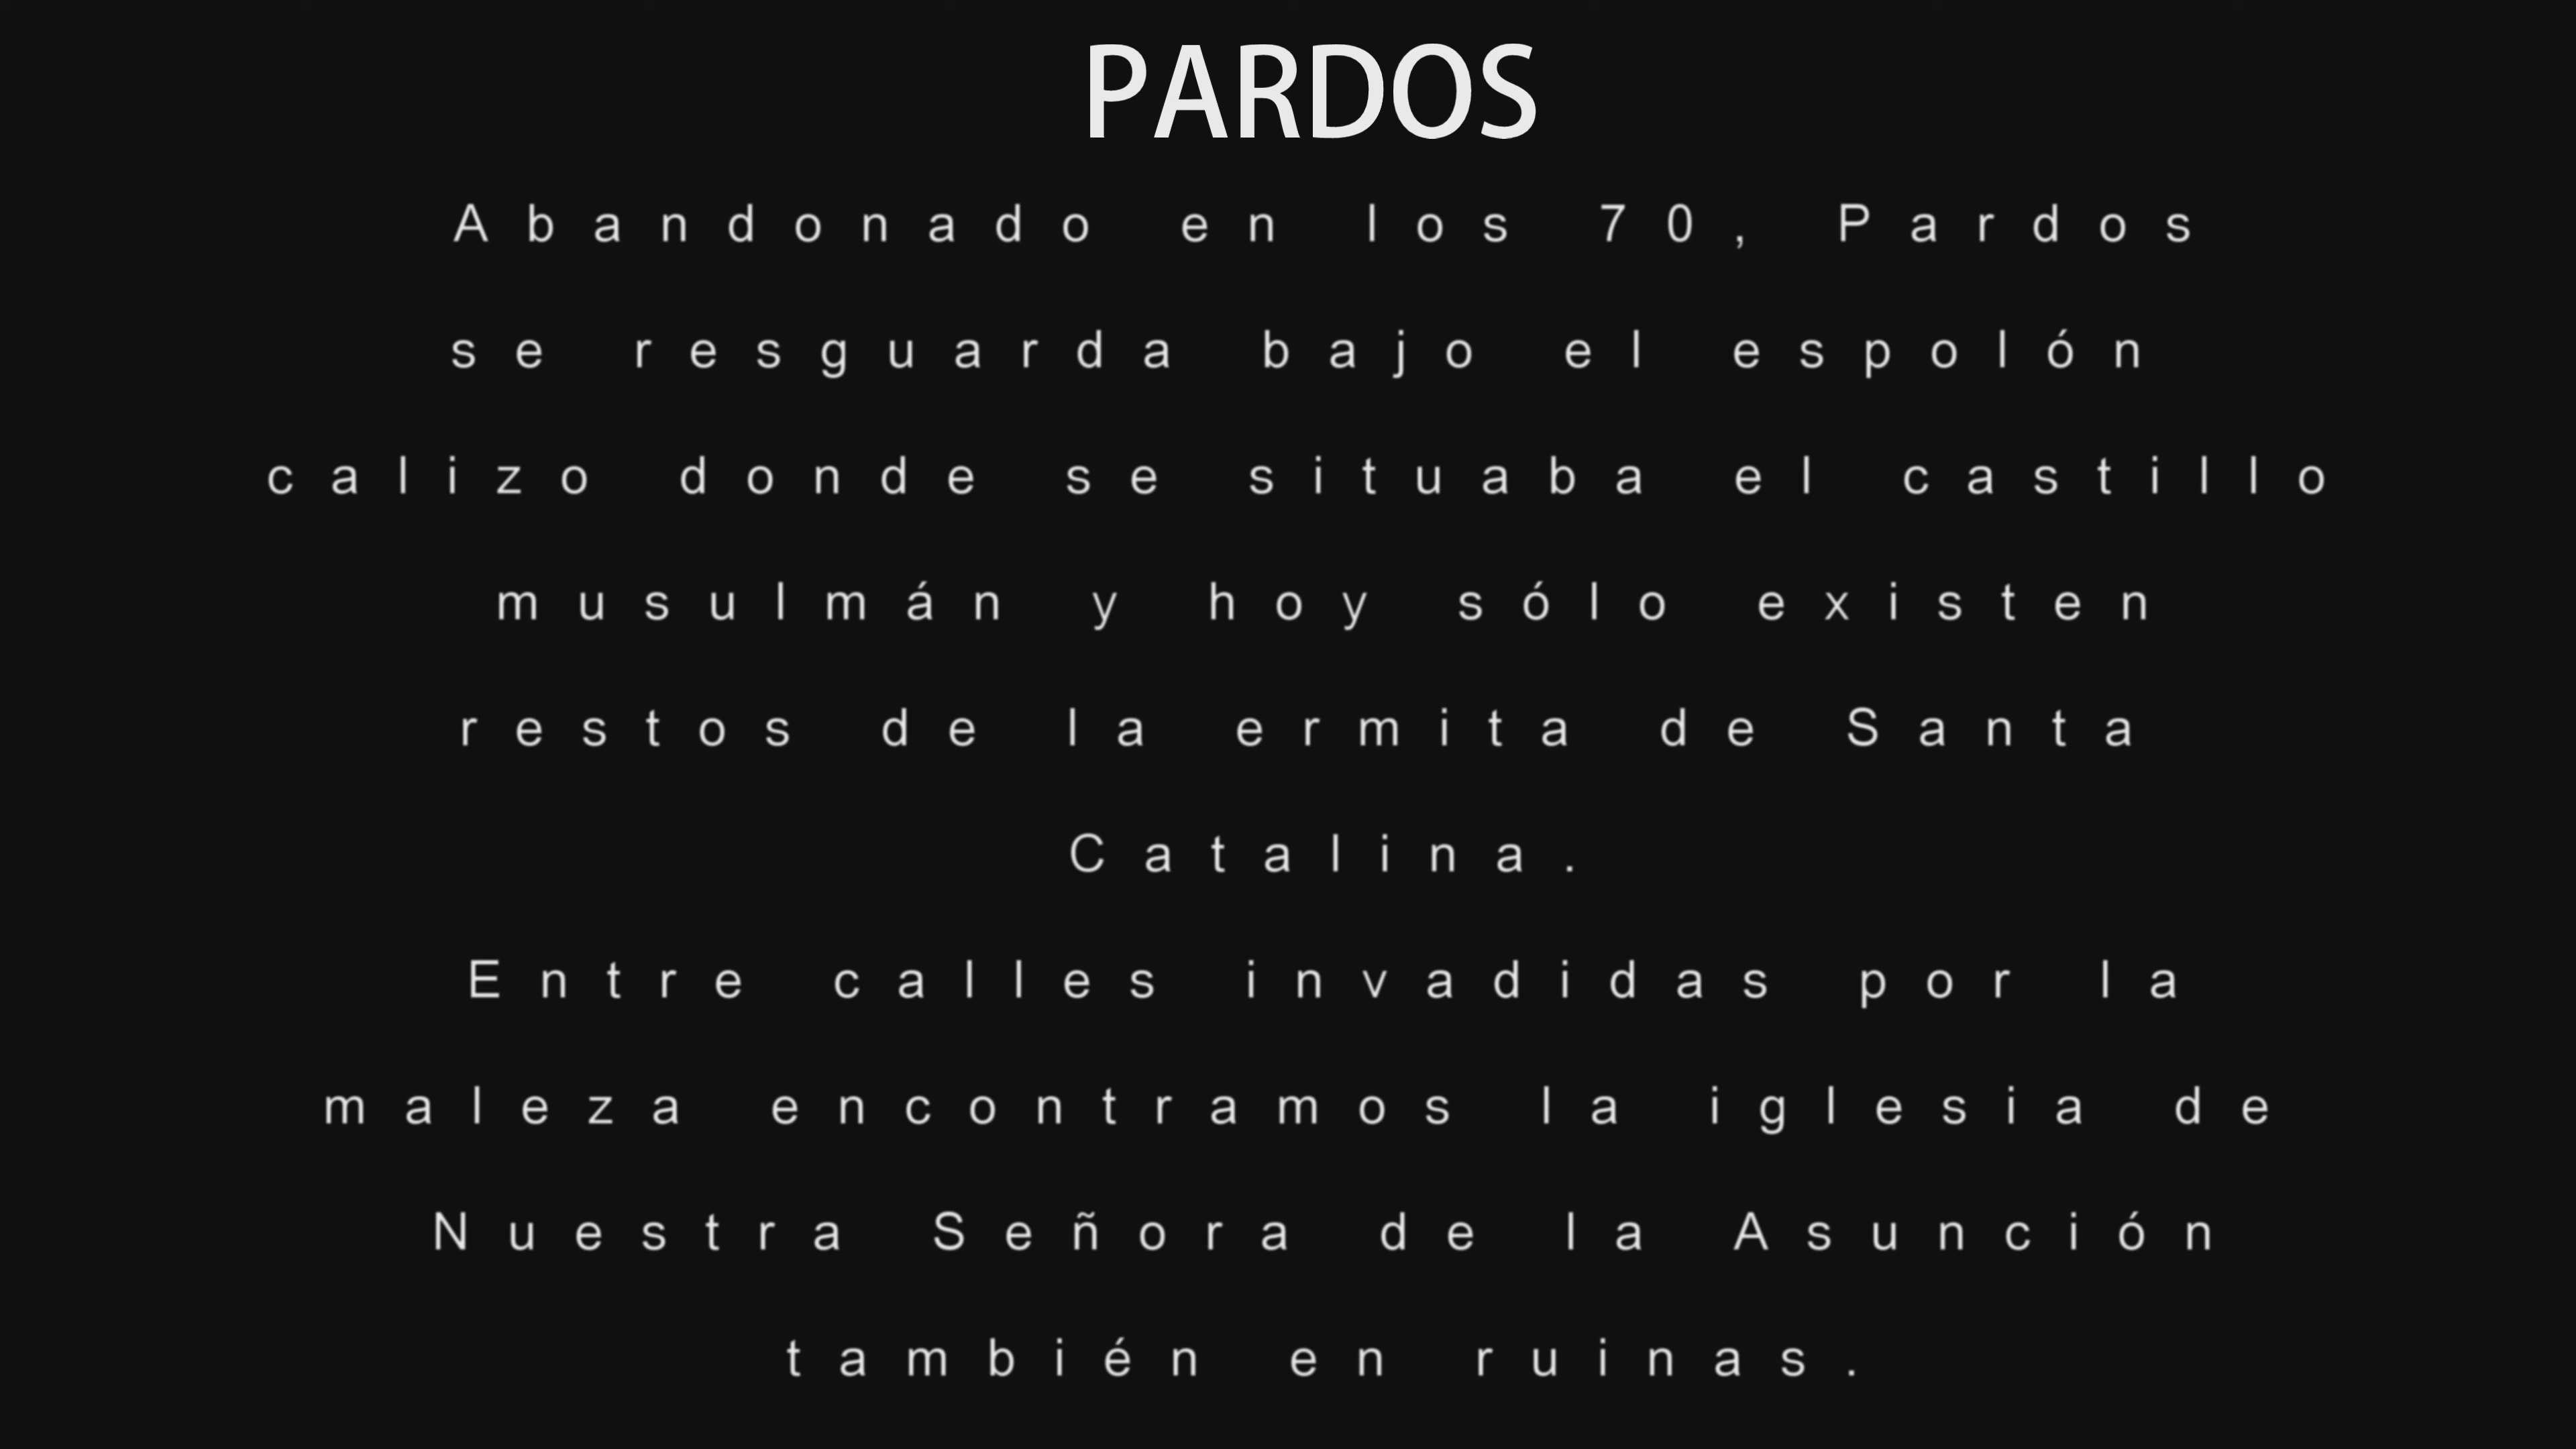 PARDOS
Abandonado en los 70, Pardos
se resguarda bajo el espolón
calizo donde se situaba el castillo
musulmán y hoy sólo existen
restos de la ermita de Santa
Catalina.
Entre calles invadidas por la
maleza encontramos la iglesia de
Nuestra Señora de la Asunción
también en ruinas.